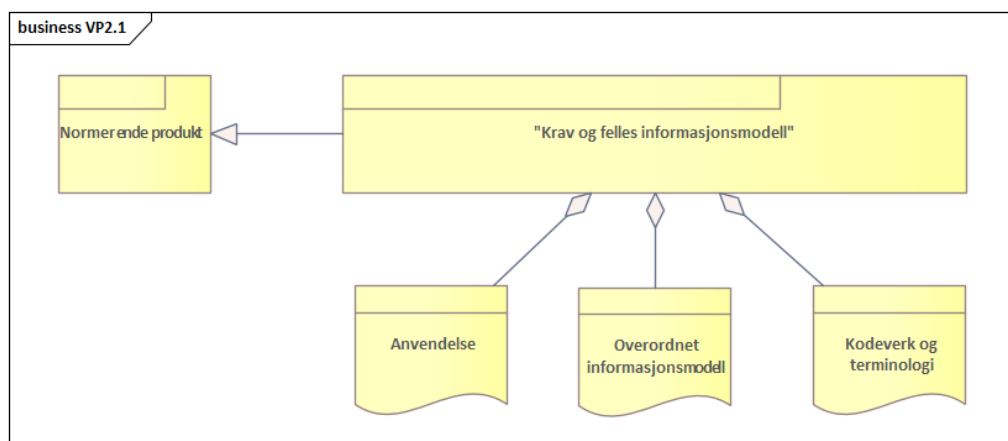 business VP2.1
Normerende produkt
"Krav og felles informasjonsmodell"
Anvendelse
Overordnet
informasjonsmodell
Kodeverk og
terminologi